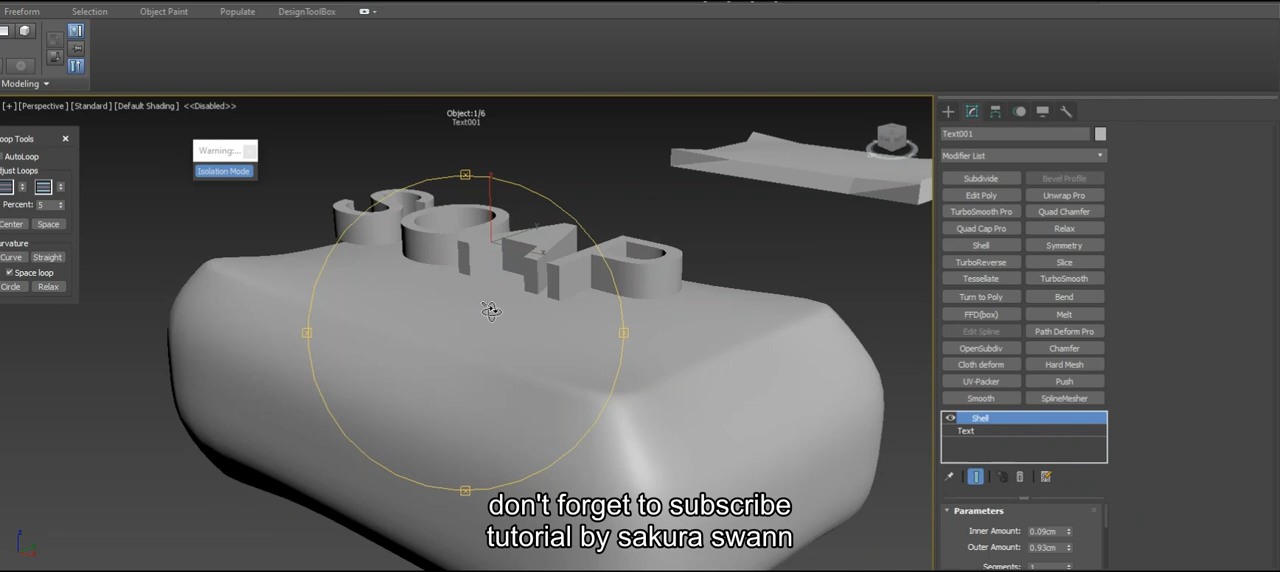 Freeform Selection Object Paint Populate DesignToolBox
Modeling
[+] [Perspective] [Standard] [Default Shading] <<Disabled>>
Object:1/6
Text001
oop Tools
AutoLoop
djust Loops
Percent: 5
Center Space
urvature
Curve Straight
Space loop
Circle Relax
Warning:...
Isolation Mode
Text001
Modifier List
Subdivide Bevel Profile
Edit Poly Unwrap Pro
TurboSmooth Pro Quad Chamfer
Quad Cap Pro Relax
Shell Symmetry
TurboReverse Slice
Tessellate TurboSmooth
Turn to Poly Bend
FFD(box) Melt
Edit Spline Path Deform Pro
OpenSubdiv Chamfer
Cloth deform Hard Mesh
UV-Packer Push
Smooth SplineMesher
Shell
Text
Parameters
Inner Amount: 0.09cm
Outer Amount: 0.93cm
Segments: 1
don't forget to subscribe
tutorial by sakura swann